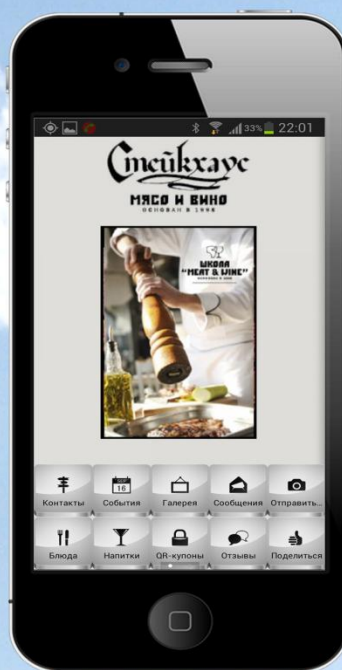 33% 22:01
Стейкхаус
МЯСО И ВИНО
ОСНОВАН В 1998
ШКОЛА
"MEAT & WINE"
Контакты События Галерея Сообщения Отправить...
Блюда Напитки QR-купоны Отзывы Поделиться